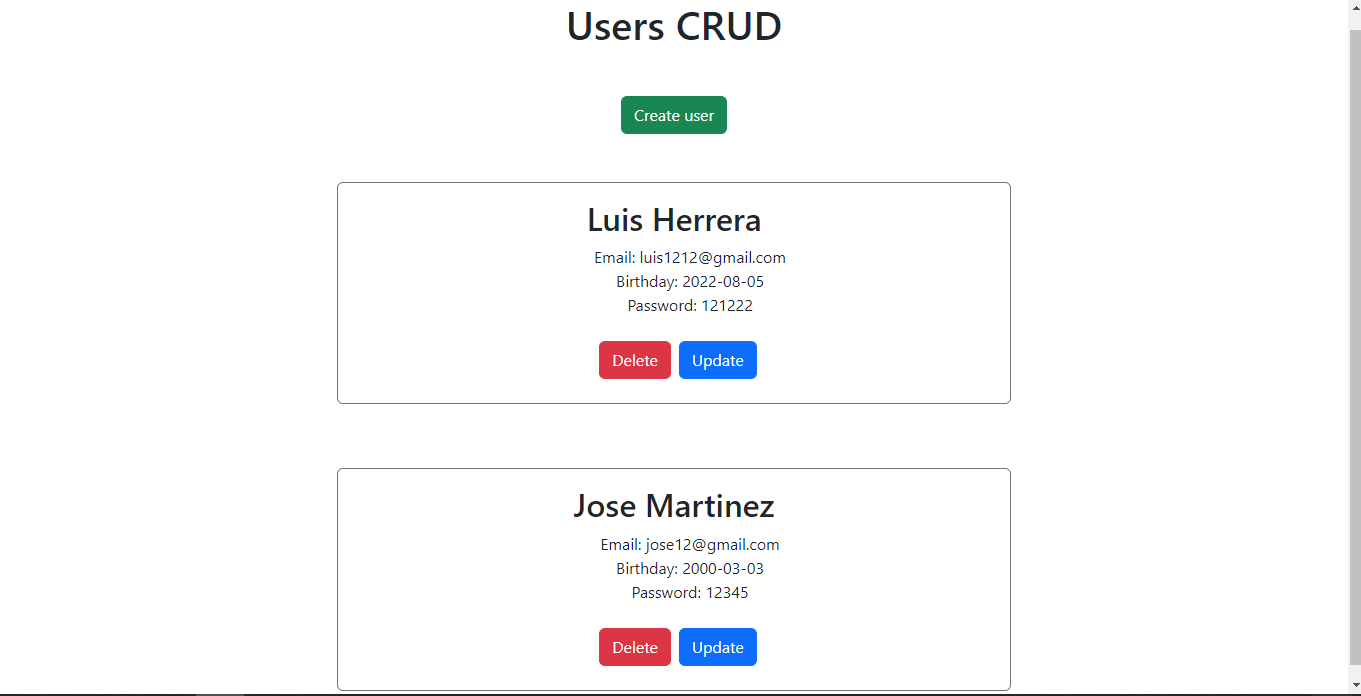 Users CRUD
Create user
Luis Herrera
Email: luis1212@gmail.com
Birthday: 2022-08-05
Password: 121222
Delete Update
Jose Martinez
Email: jose12@gmail.com
Birthday: 2000-03-03
Password: 12345
Delete Update